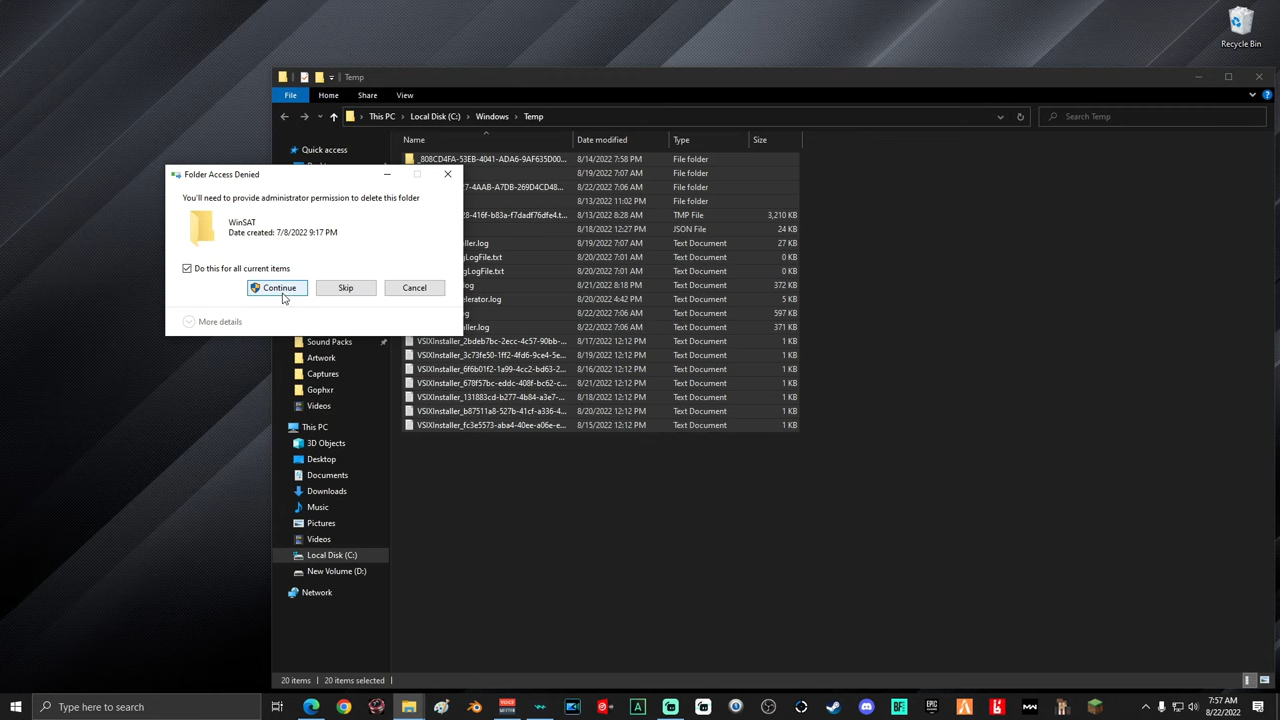 Recycle Bin
Temp
File Home Share View
This PC Local Disk (C:) Windows Temp Search Temp
Name Date modified Type Size
Quick access
_808CD4FA-53EB-4041-ADA6-9AF635D00... 8/14/2022 7:58 PM File folder
8/19/2022 7:07 AM File folder
7-4AAB-A7DB-269D4CD48... 8/22/2022 7:06 AM File folder
8/13/2022 11:02 PM File folder
28-416f-b83a-f7dadf76dfe4.t... 8/13/2022 8:28 AM TMP File 3,210 KB
8/18/2022 12:27 PM JSON File 24 KB
ller.log 8/19/2022 7:07 AM Text Document 27 KB
gLogFile.txt 8/20/2022 7:01 AM Text Document 0 KB
gLogFile.txt 8/20/2022 7:01 AM Text Document 0 KB
og 8/21/2022 8:18 PM Text Document 372 KB
elerator.log 8/20/2022 4:42 PM Text Document 5 KB
g 8/22/2022 7:06 AM Text Document 597 KB
ller.log 8/22/2022 7:06 AM Text Document 371 KB
VSIXInstaller_2bdeb7bc-2ecc-4c57-90bb-... 8/17/2022 12:12 PM Text Document 1 KB
VSIXInstaller_3c73fe50-1ff2-4fd6-9ce4-5e... 8/19/2022 12:12 PM Text Document 1 KB
VSIXInstaller_6f6b01f2-1a99-4cc2-bd63-2... 8/16/2022 12:12 PM Text Document 1 KB
VSIXInstaller_678f57bc-eddc-408f-bc62-c... 8/21/2022 12:12 PM Text Document 1 KB
VSIXInstaller_131883cd-b277-4b84-a3e7-... 8/18/2022 12:12 PM Text Document 1 KB
VSIXInstaller_b87511a8-527b-41cf-a336-4... 8/20/2022 12:12 PM Text Document 1 KB
VSIXInstaller_fc3e5573-aba4-40ee-a06e-e... 8/15/2022 12:12 PM Text Document 1 KB
Folder Access Denied
You'll need to provide administrator permission to delete this folder
WinSAT
Date created: 7/8/2022 9:17 PM
Do this for all current items
Continue Skip Cancel
More details
Sound Packs
Artwork
Captures
Gophxr
Videos
This PC
3D Objects
Desktop
Documents
Downloads
Music
Pictures
Videos
Local Disk (C:)
New Volume (D:)
Network
20 items 20 items selected
Type here to search
7:57 AM
8/22/2022